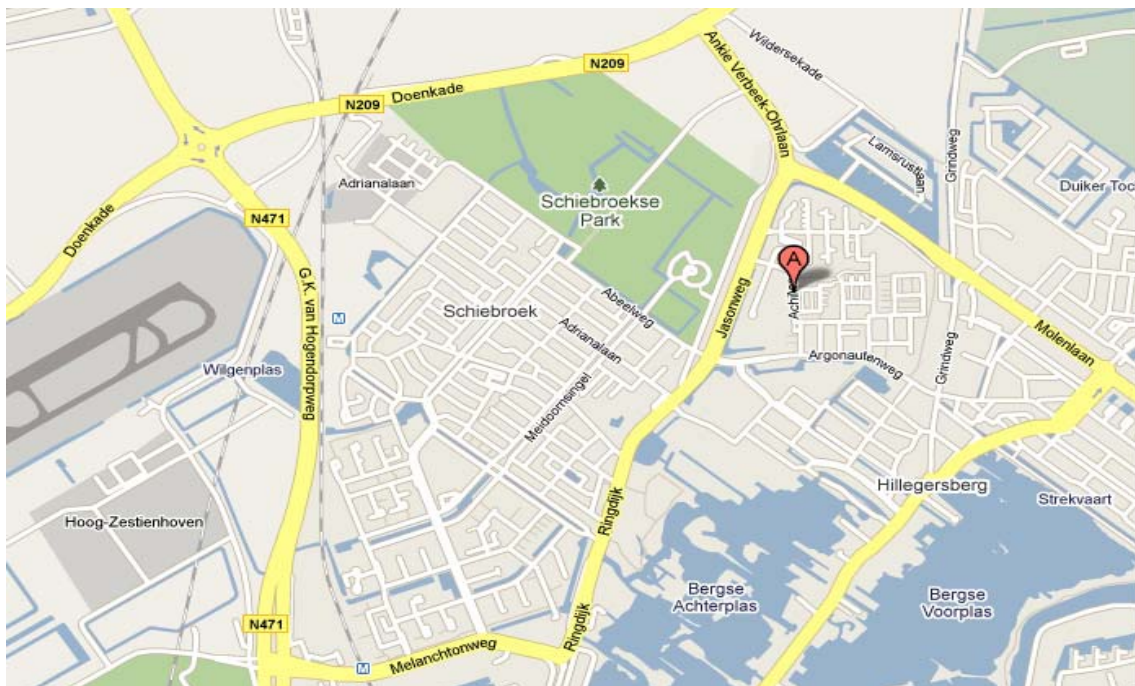 Wildersekade
Ankie Verbeek-Ohrlaan
N209
N209
Doenkade
Lamsrustlaan
Grindweg
Adrianalaan
Duiker Toc
Schiebroekse
Park
N471
Doenkade
A
G.K. van Hogendorpweg
Abeelweg
Jasonweg
M
Schiebroek
Adrianalaan
Molenlaan
Argonautenweg
Grindweg
Wilgenplas
Meidoornsingel
Hillegersberg
Strekvaart
Hoog-Zestienhoven
Ringdijk
Bergse
Achterplas
Bergse
Voorplas
Ringdijk
N471
M
Melanchtonweg